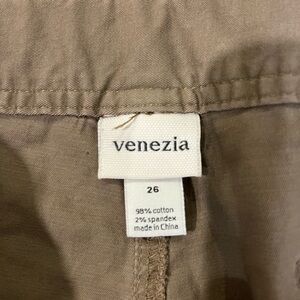 venezia
26
98% cotton
2% spandex
made in China